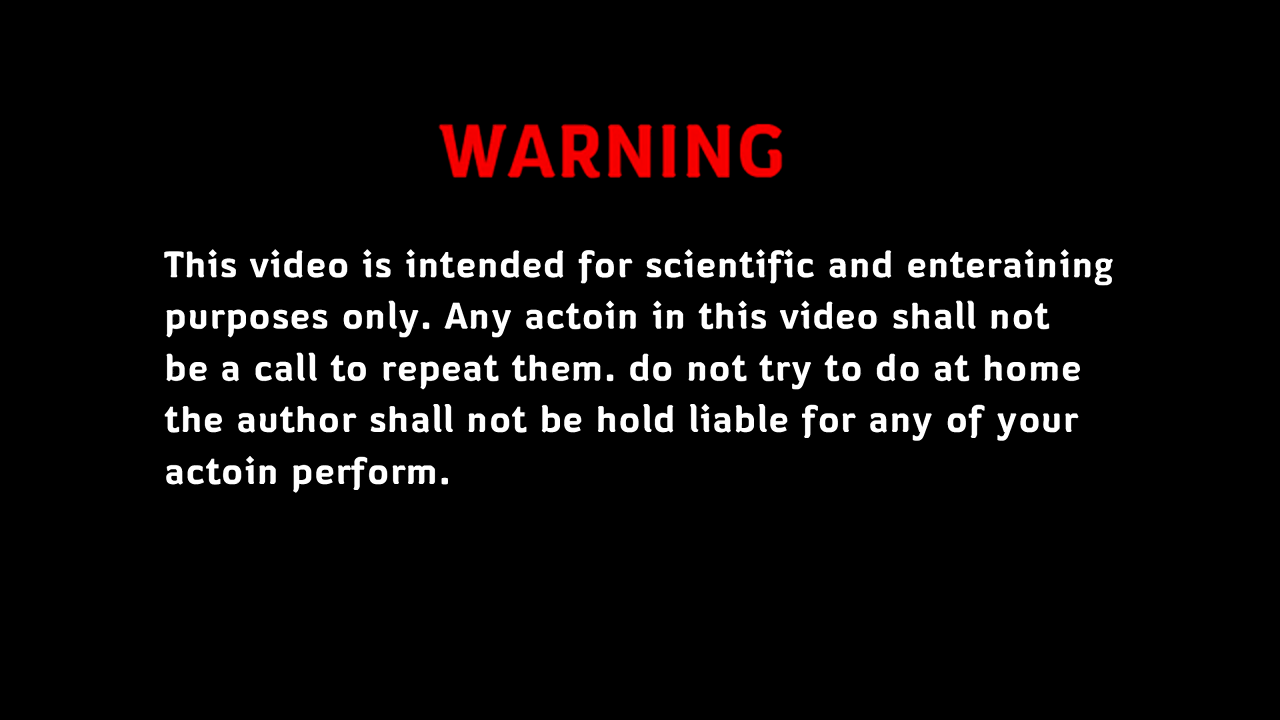 WARNING
This video is intended for scientific and enteraining
purposes only. Any actoin in this video shall not
be a call to repeat them. do not try to do at home
the author shall not be hold liable for any of your
actoin perform.